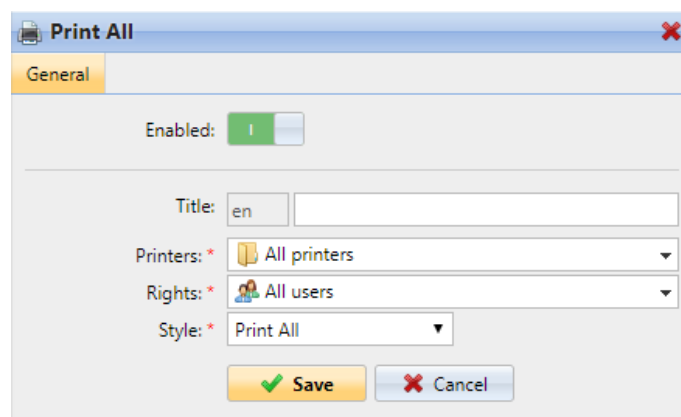 Print All
General
Enabled: I
Title: en
Printers: * All printers
Rights: * All users
Style: * Print All
Save Cancel